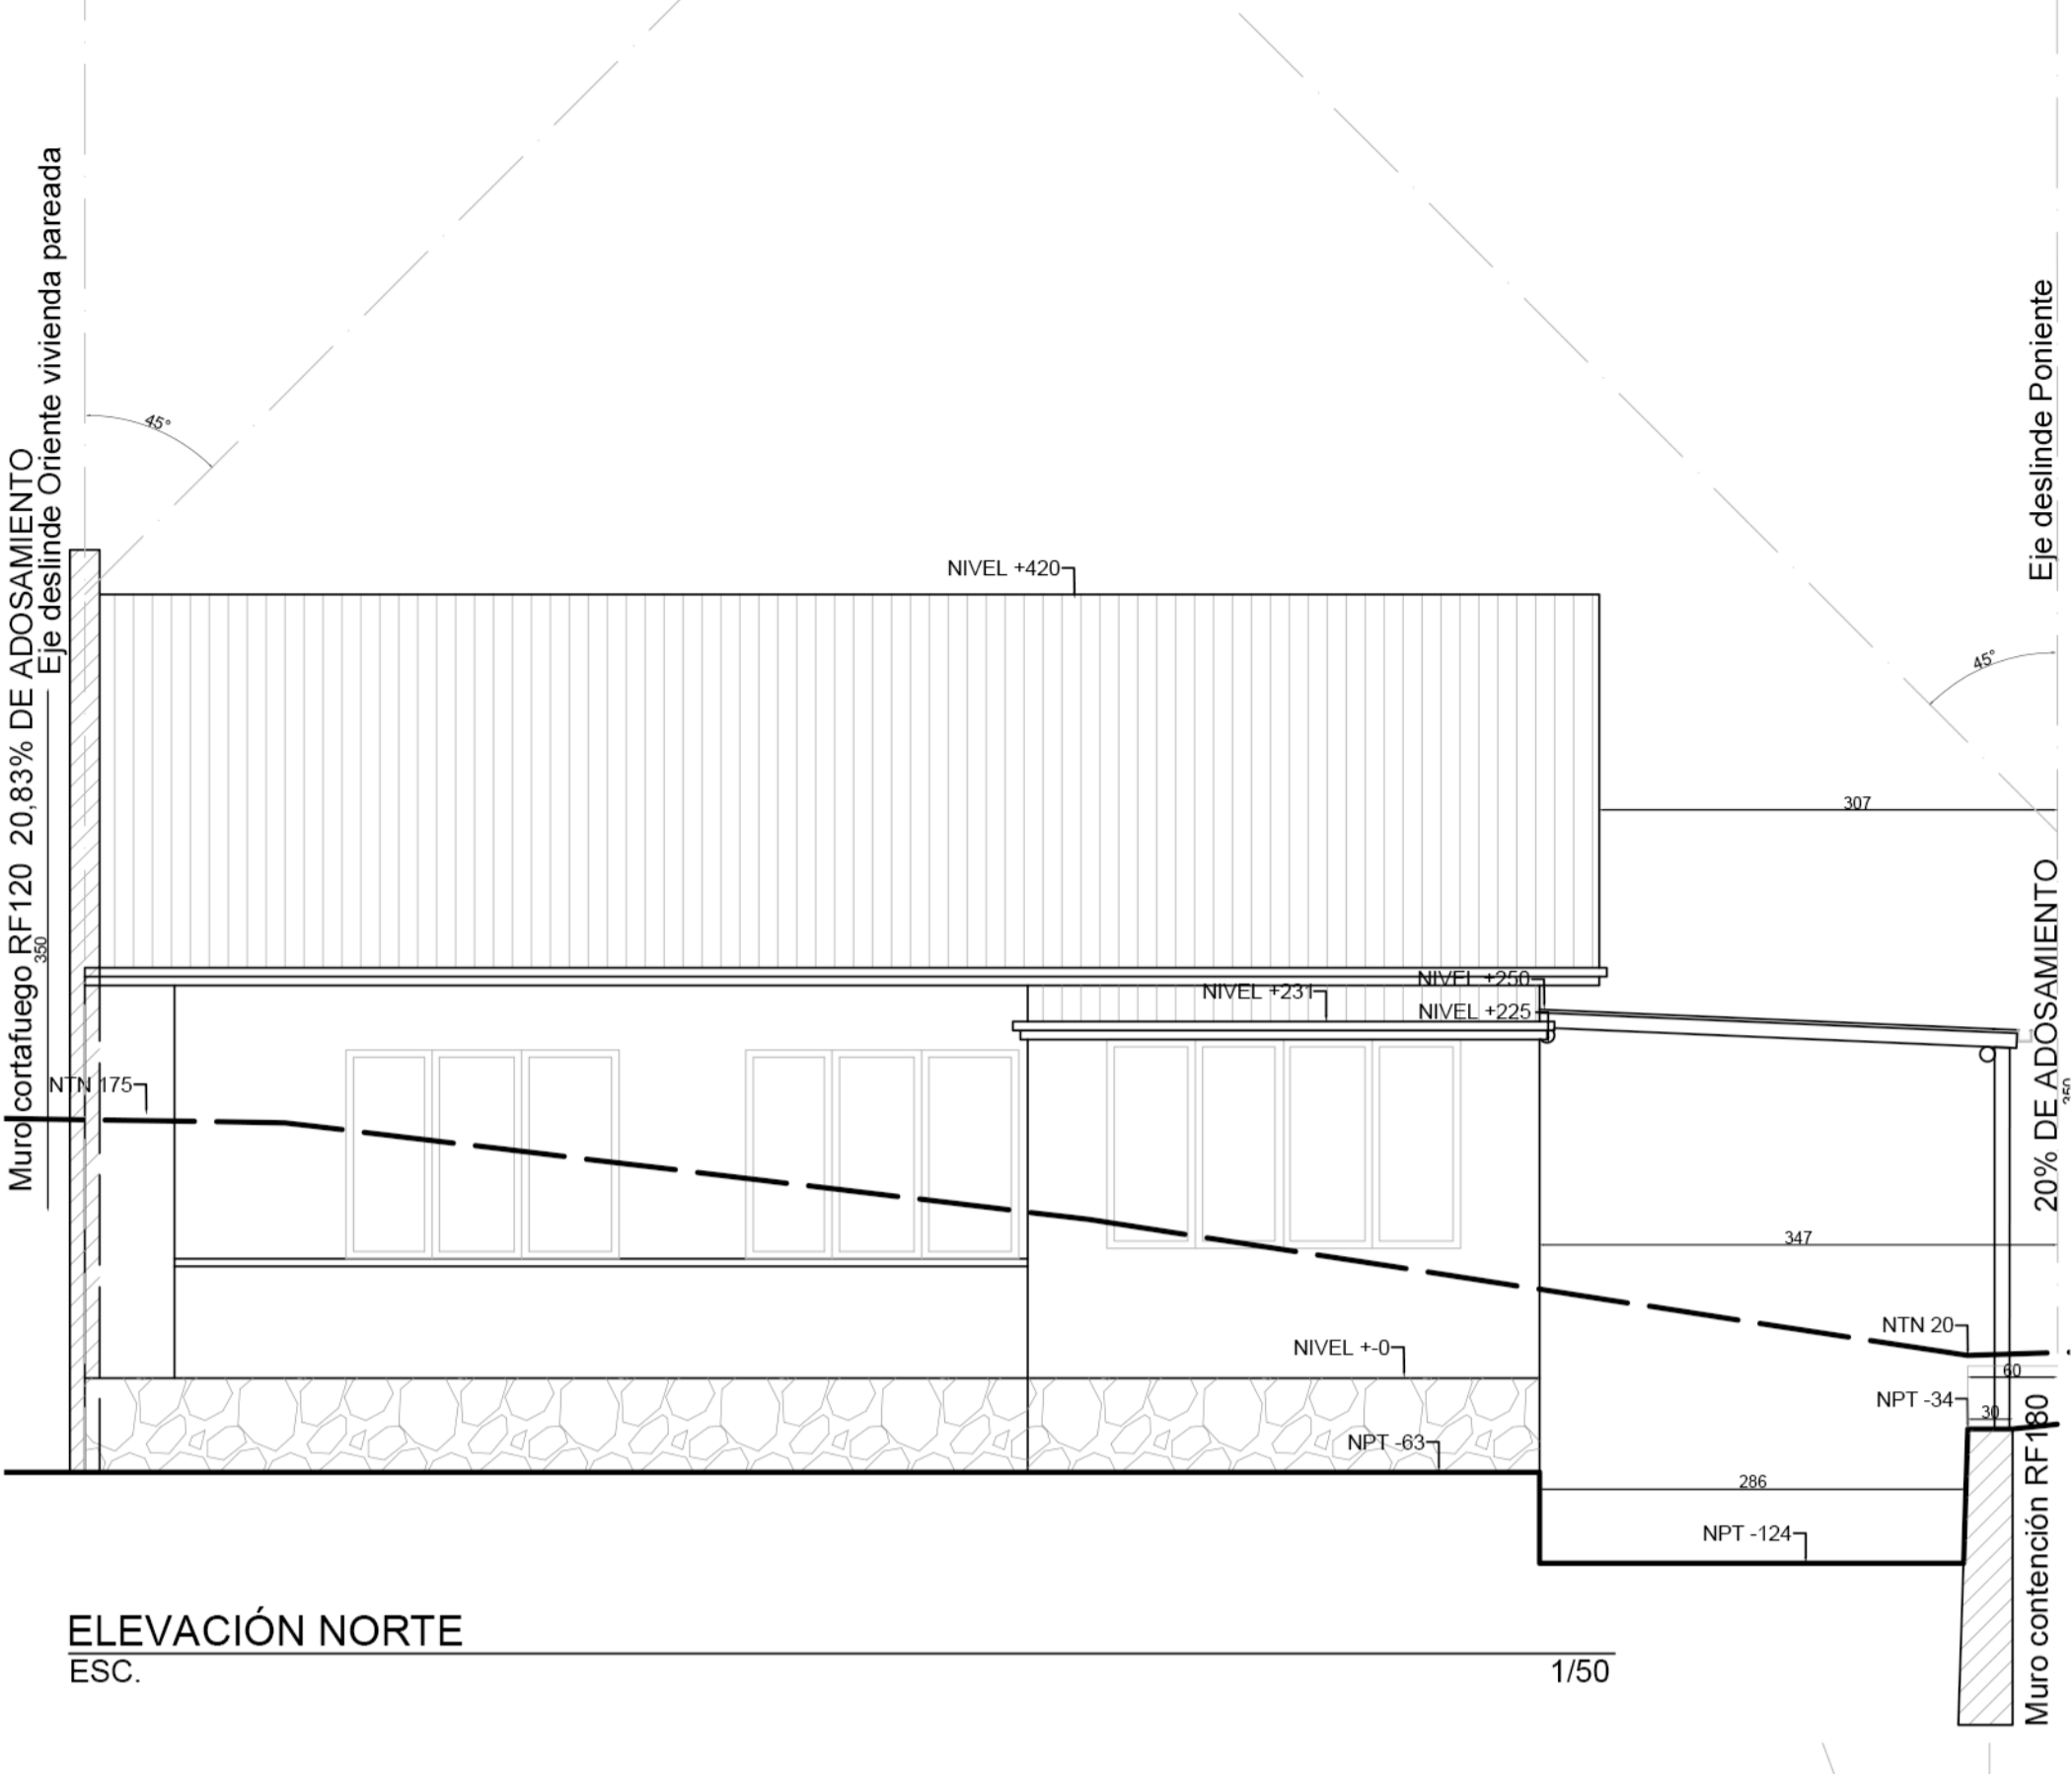 Eje deslinde Oriente vivienda pareada
Muro cortafuego RF120 20,83% DE ADOSAMIENTO
350
45°
NIVEL +420
Eje deslinde Poniente
45°
307
NIVEL +250
NIVEL +231
NIVEL +225
20% DE ADOSAMIENTO
350
NTN 175
347
NTN 20
NIVEL +-0
60
NPT -34
30
NPT -63
286
NPT -124
Muro contención RF180
ELEVACIÓN NORTE
ESC. 1/50